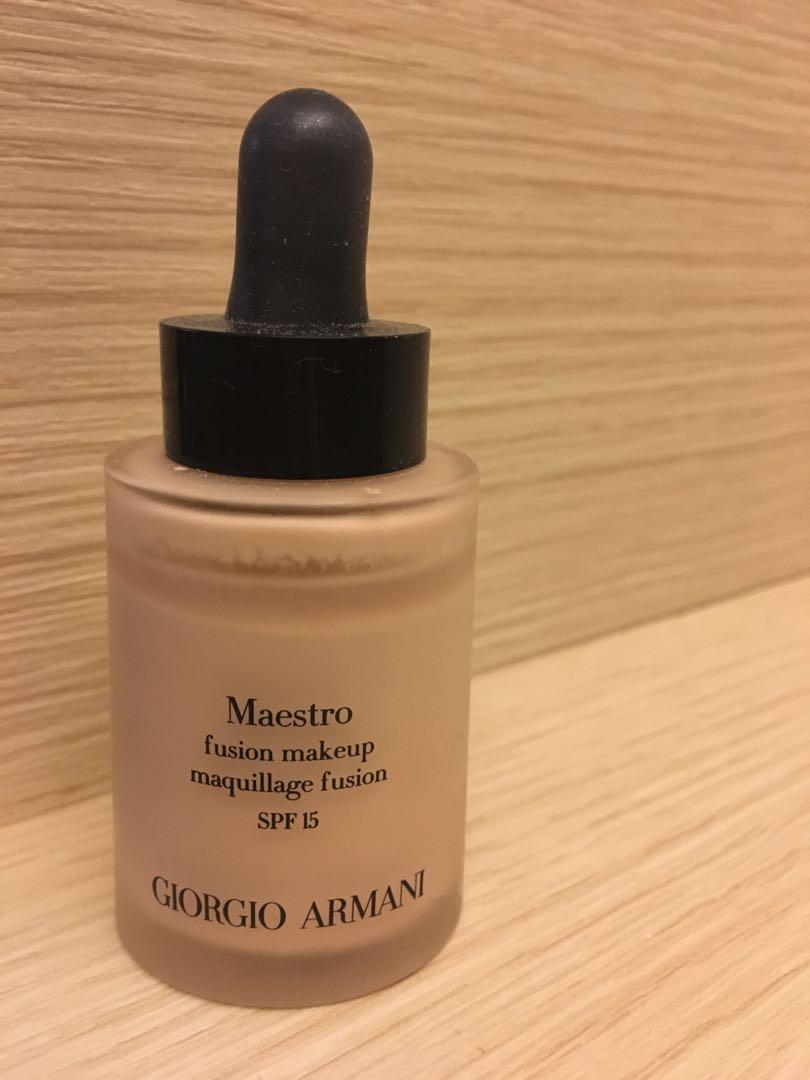 Maestro
fusion makeup
maquillage fusion
SPF 15
GIORGIO ARMANI